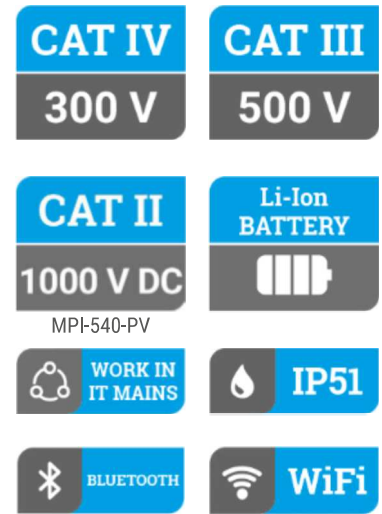 CAT IV
300 V
CAT III
500 V
CAT II
1000 V DC
MPI-540-PV
Li-Ion
BATTERY
WORK IN
IT MAINS
IP51
BLUETOOTH
WiFi